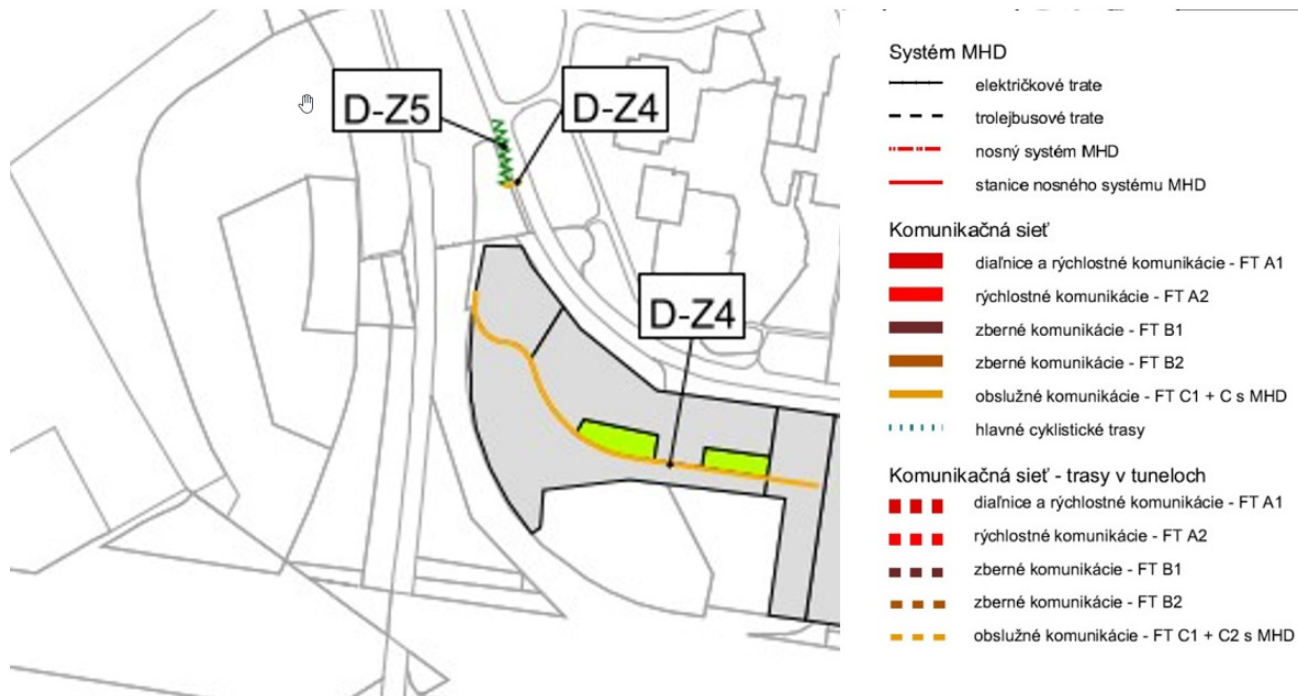 D-Z5
D-Z4
D-Z4
Systém MHD
električkové trate
trolejbusové trate
nosný systém MHD
stanice nosného systému MHD
Komunikačná sieť
diaľnice a rýchlostné komunikácie - FT A1
rýchlostné komunikácie - FT A2
zberné komunikácie - FT B1
zberné komunikácie - FT B2
obslužné komunikácie - FT C1 + C s MHD
hlavné cyklistické trasy
Komunikačná sieť - trasy v tuneloch
diaľnice a rýchlostné komunikácie - FT A1
rýchlostné komunikácie - FT A2
zberné komunikácie - FT B1
zberné komunikácie - FT B2
obslužné komunikácie - FT C1 + C2 s MHD